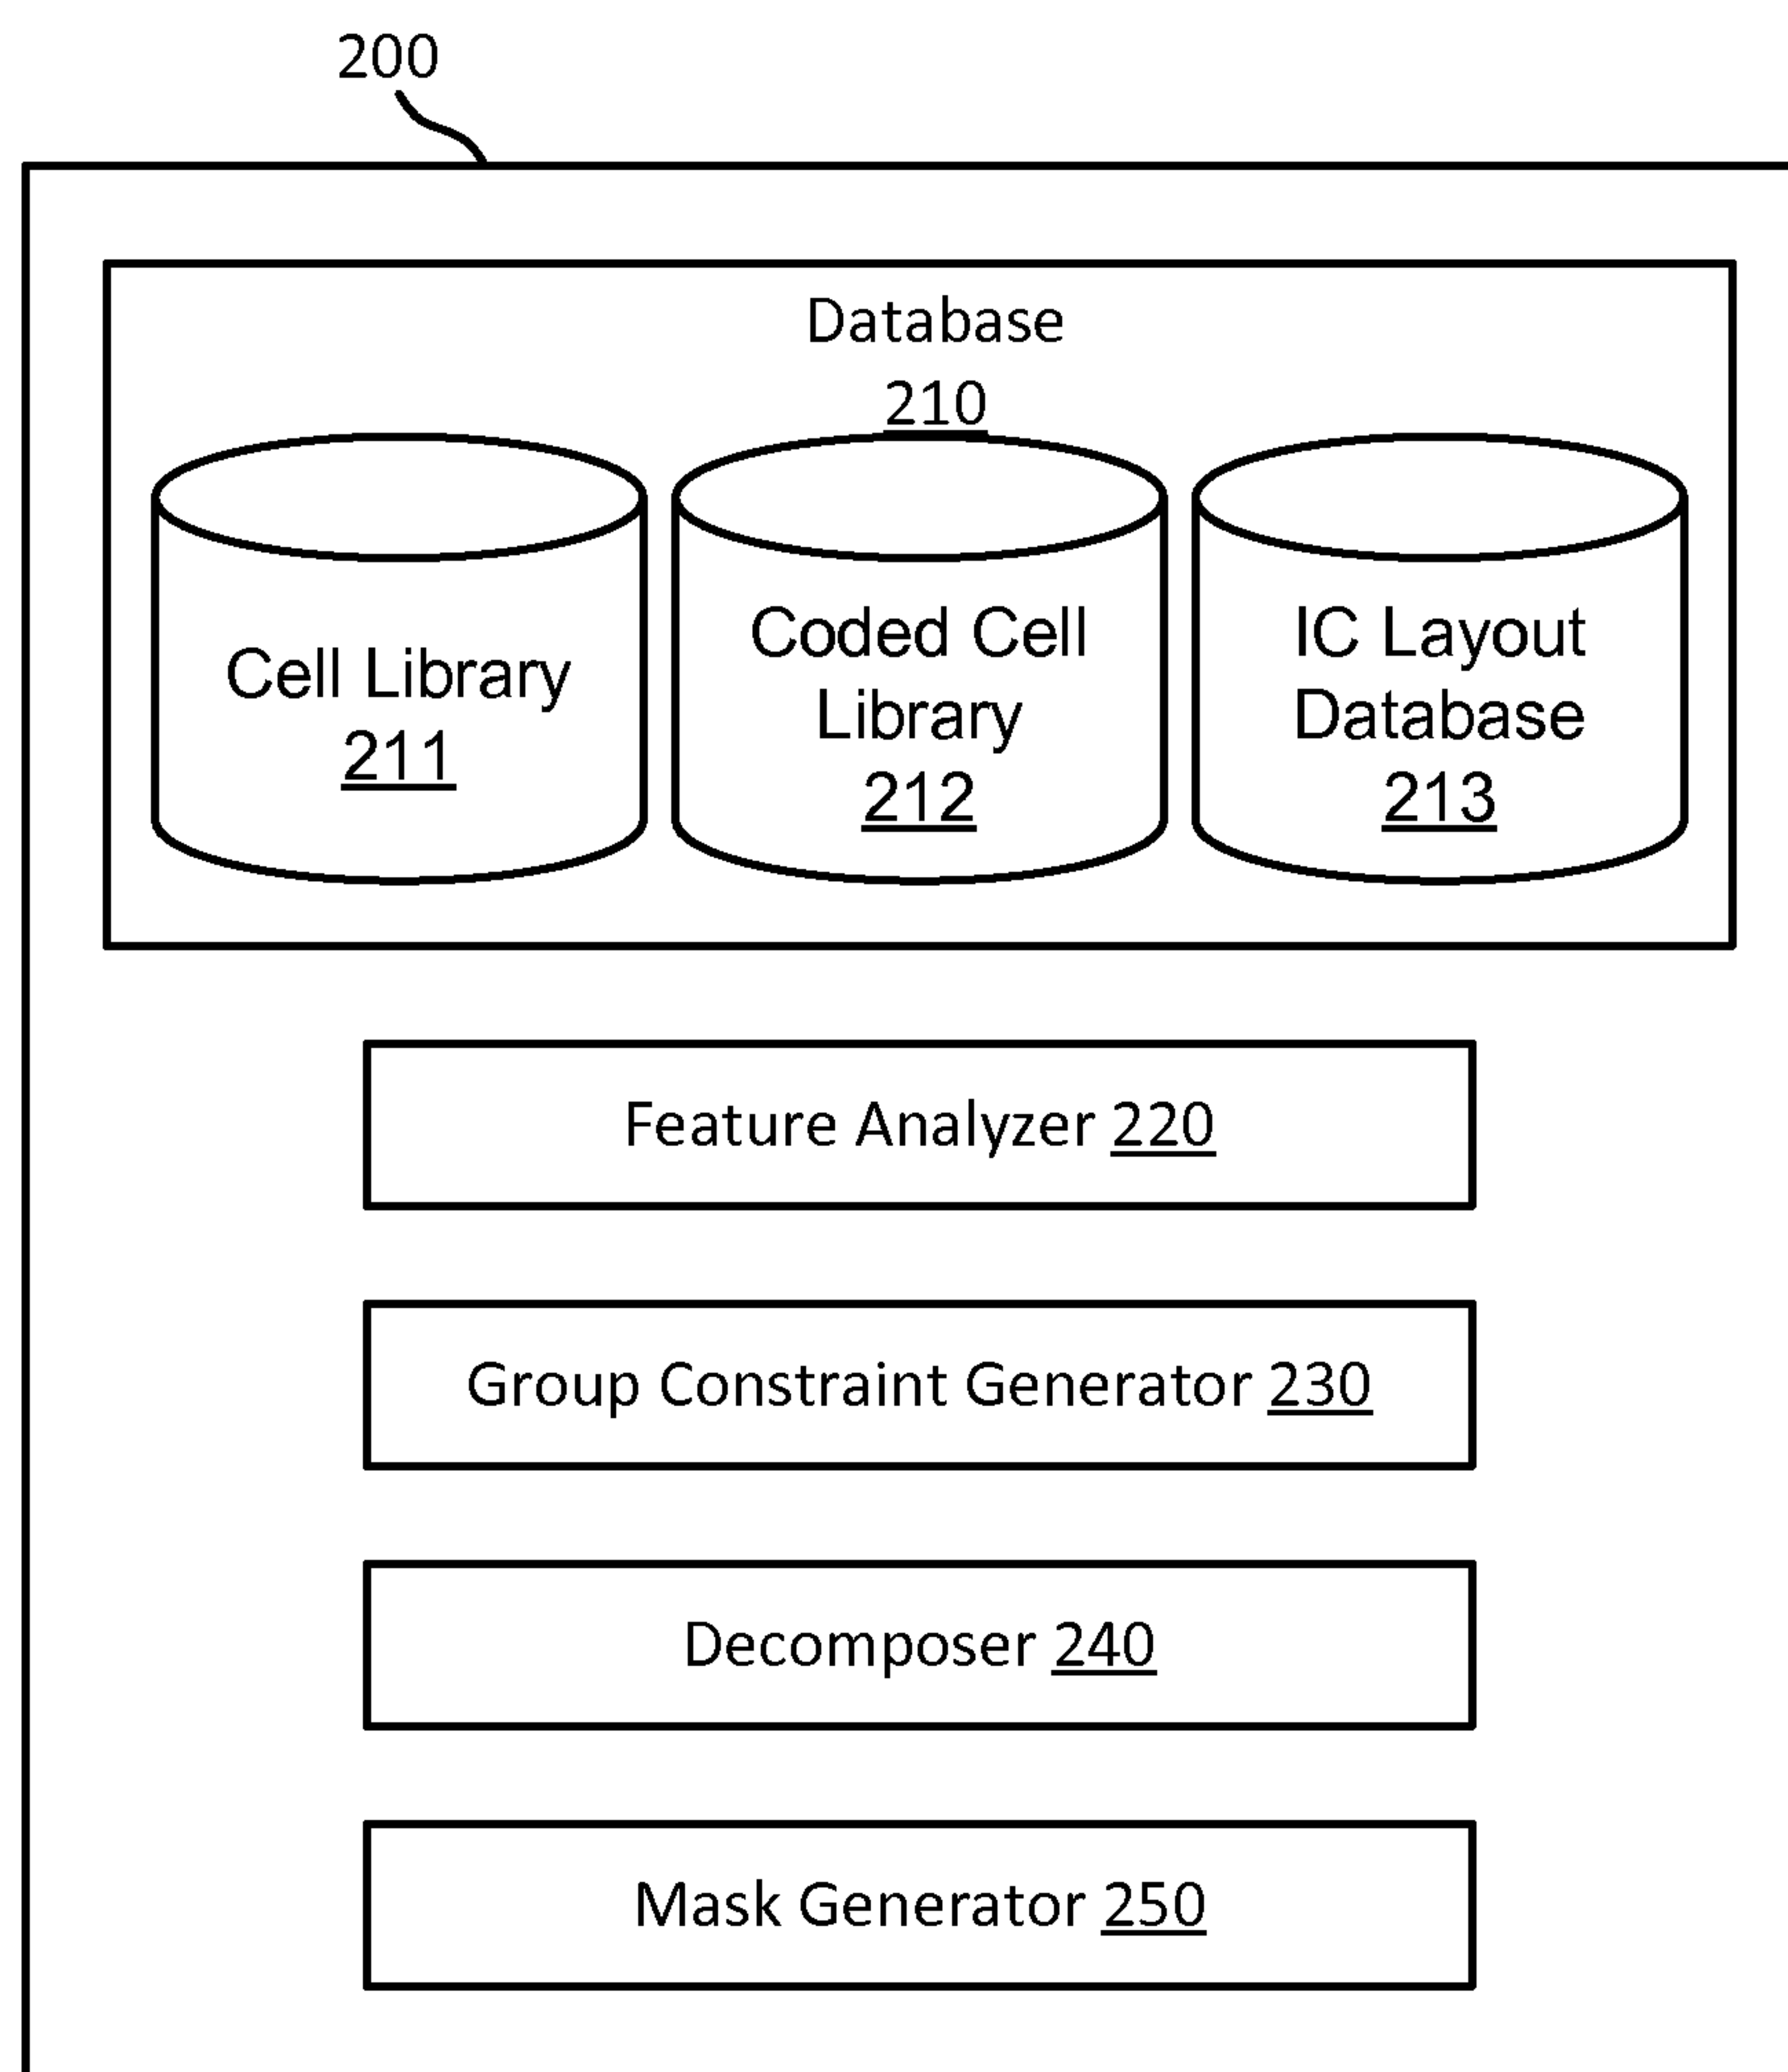 200
Database
210
Cell Library
211
Coded Cell
Library
212
IC Layout
Database
213
Feature Analyzer 220
Group Constraint Generator 230
Decomposer 240
Mask Generator 250